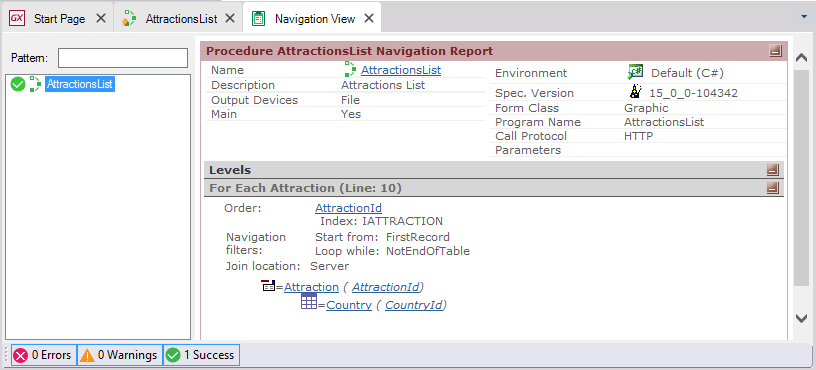 GX Start Page AttractionsList Navigation View
Pattern:
AttractionsList
Procedure AttractionsList Navigation Report
Name AttractionsList
Description Attractions List
Output Devices File
Main Yes
Environment Default (C#)
Spec. Version 15_0_0-104342
Form Class Graphic
Program Name AttractionsList
Call Protocol HTTP
Parameters
Levels
For Each Attraction (Line: 10)
Order: AttractionId
Index: IATTRACTION
Navigation filters: Start from: FirstRecord
Loop while: NotEndOfTable
Join location: Server
=Attraction ( AttractionId)
=Country ( CountryId)
0 Errors 0 Warnings 1 Success